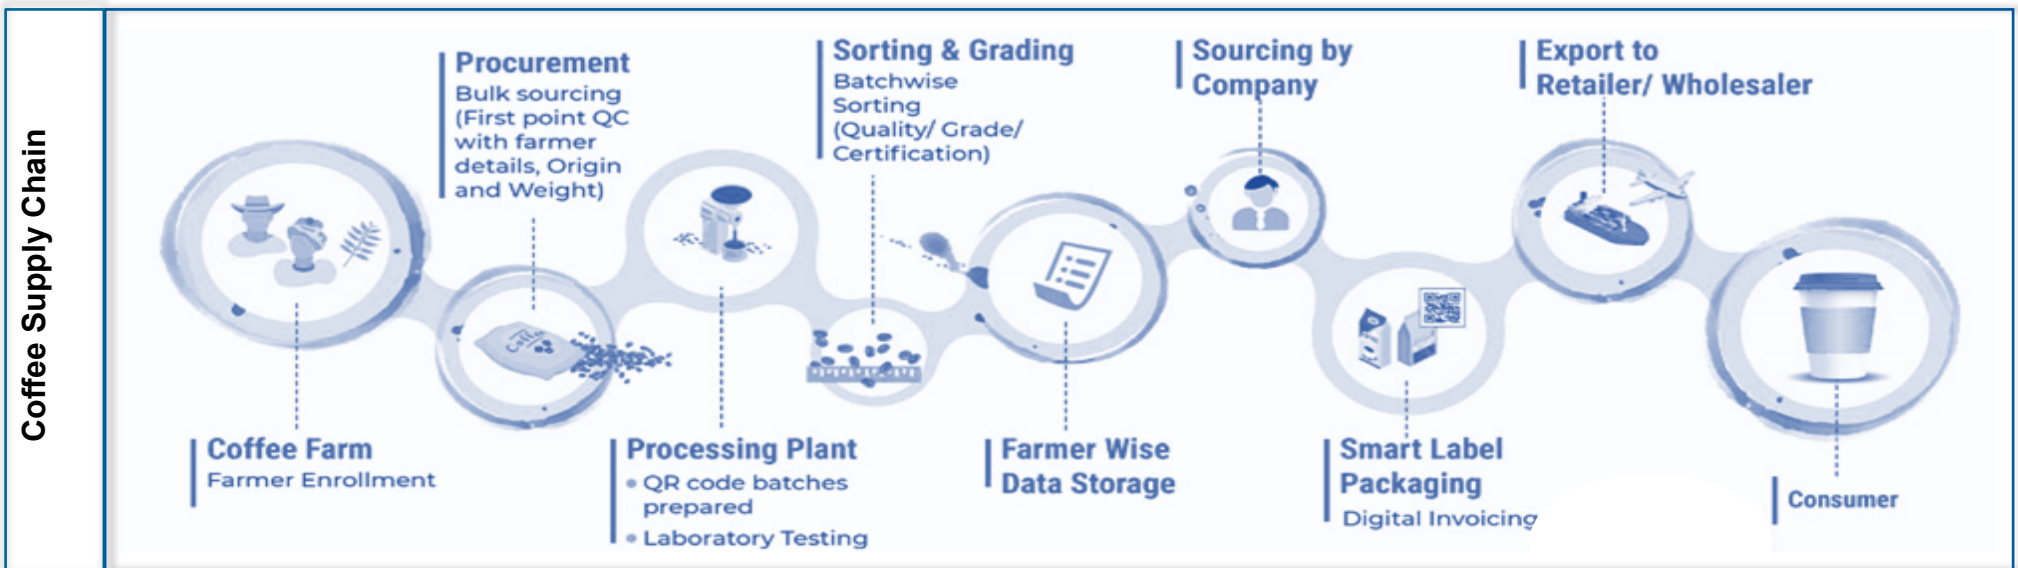 Coffee Supply Chain
Coffee Farm
Farmer Enrollment
Procurement
Bulk sourcing
(First point QC
with farmer
details, Origin
and Weight)
Processing Plant
• QR code batches
prepared
• Laboratory Testing
Sorting & Grading
Batchwise
Sorting
(Quality/ Grade/
Certification)
Farmer Wise
Data Storage
Sourcing by
Company
Smart Label
Packaging
Digital Invoicing
Export to
Retailer/ Wholesaler
Consumer
Coffee